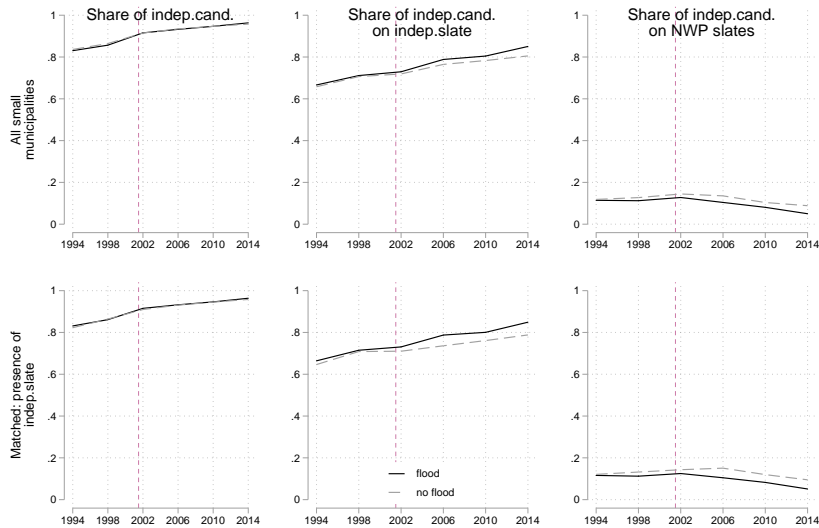 Share of indep.cand.
Share of indep.cand.
on indep.slate
Share of indep.cand.
on NWP slates
All small
municipalities
1
.8
.6
.4
.2
0
1994 1998 2002 2006 2010 2014
1
.8
.6
.4
.2
0
1994 1998 2002 2006 2010 2014
1
.8
.6
.4
.2
0
1994 1998 2002 2006 2010 2014
Matched: presence of
indep.slate
1
.8
.6
.4
.2
0
1994 1998 2002 2006 2010 2014
1
.8
.6
.4
.2
0
1994 1998 2002 2006 2010 2014
flood
no flood
1
.8
.6
.4
.2
0
1994 1998 2002 2006 2010 2014